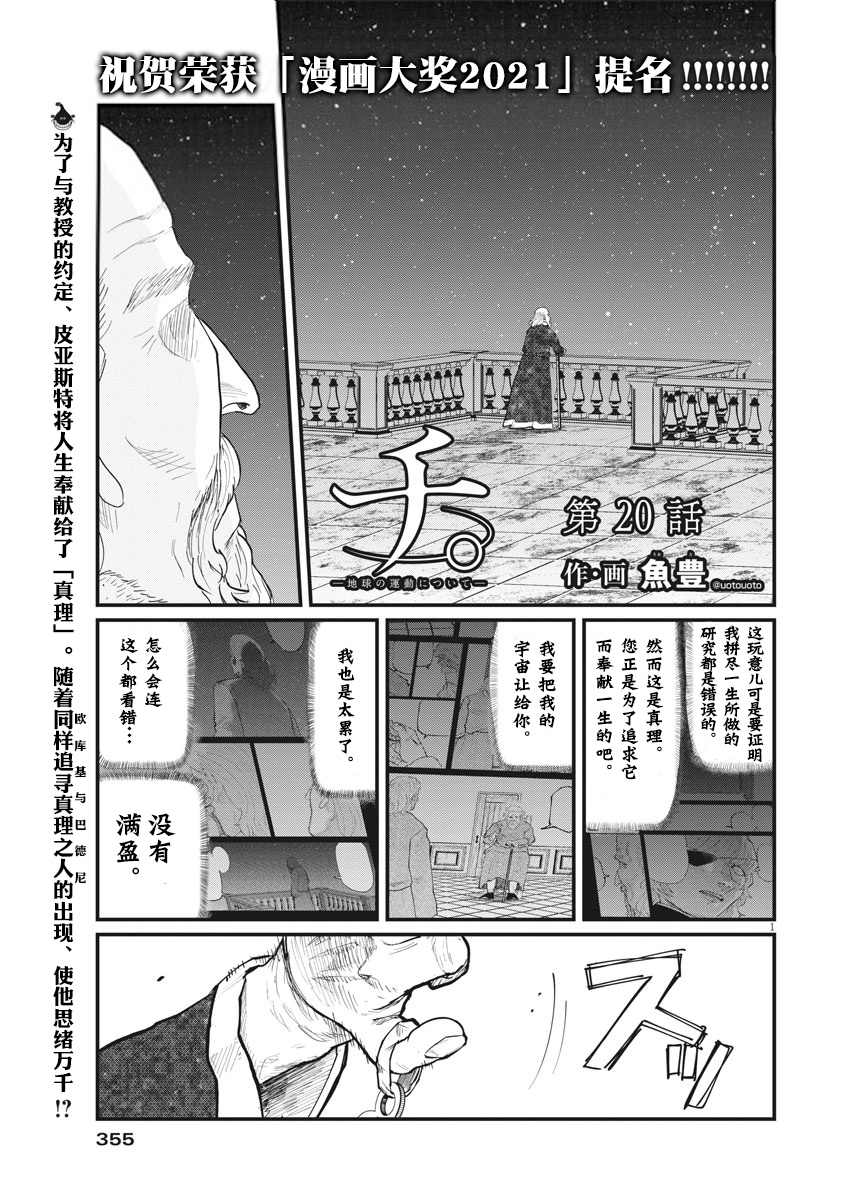 祝贺荣获「漫画大奖2021」提名!!!!!!!!
为了与教授的约定、皮亚斯特将人生奉献给了「真理」。随着同样追寻真理之人的出现、使他思绪万千!?
欧库基与巴德尼
チ。
―地球の運動について―
第20話
作・画 魚豊 @uotouoto
うお
と
这玩意儿可是要证明
我拼尽一生所做的
研究都是错误的。
然而这是真理。
您正是为了追求它
而奉献一生的吧。
我要把我的
宇宙让给你。
我也是太累了。
怎么会连
这个都看错…
没有
满盈。
1
スッ
355